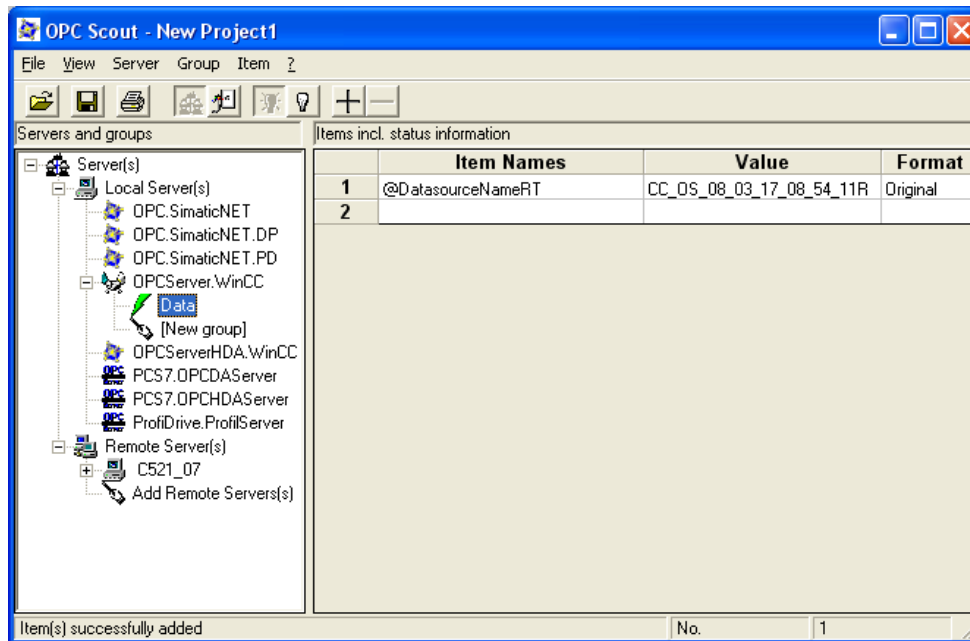 OPC Scout - New Project1
File View Server Group Item ?
Servers and groups
Items incl. status information
Server(s)
Local Server(s)
OPC.SimaticNET
OPC.SimaticNET.DP
OPC.SimaticNET.PD
OPCServer.WinCC
Data
[New group]
OPCServerHDA.WinCC
PCS7.OPCDAServer
PCS7.OPCHDAServer
ProfiDrive.ProfilServer
Remote Server(s)
C521_07
Add Remote Servers(s)
Item Names Value Format
1 @DatasourceNameRT CC_OS_08_03_17_08_54_11R Original
2
Item(s) successfully added No. 1